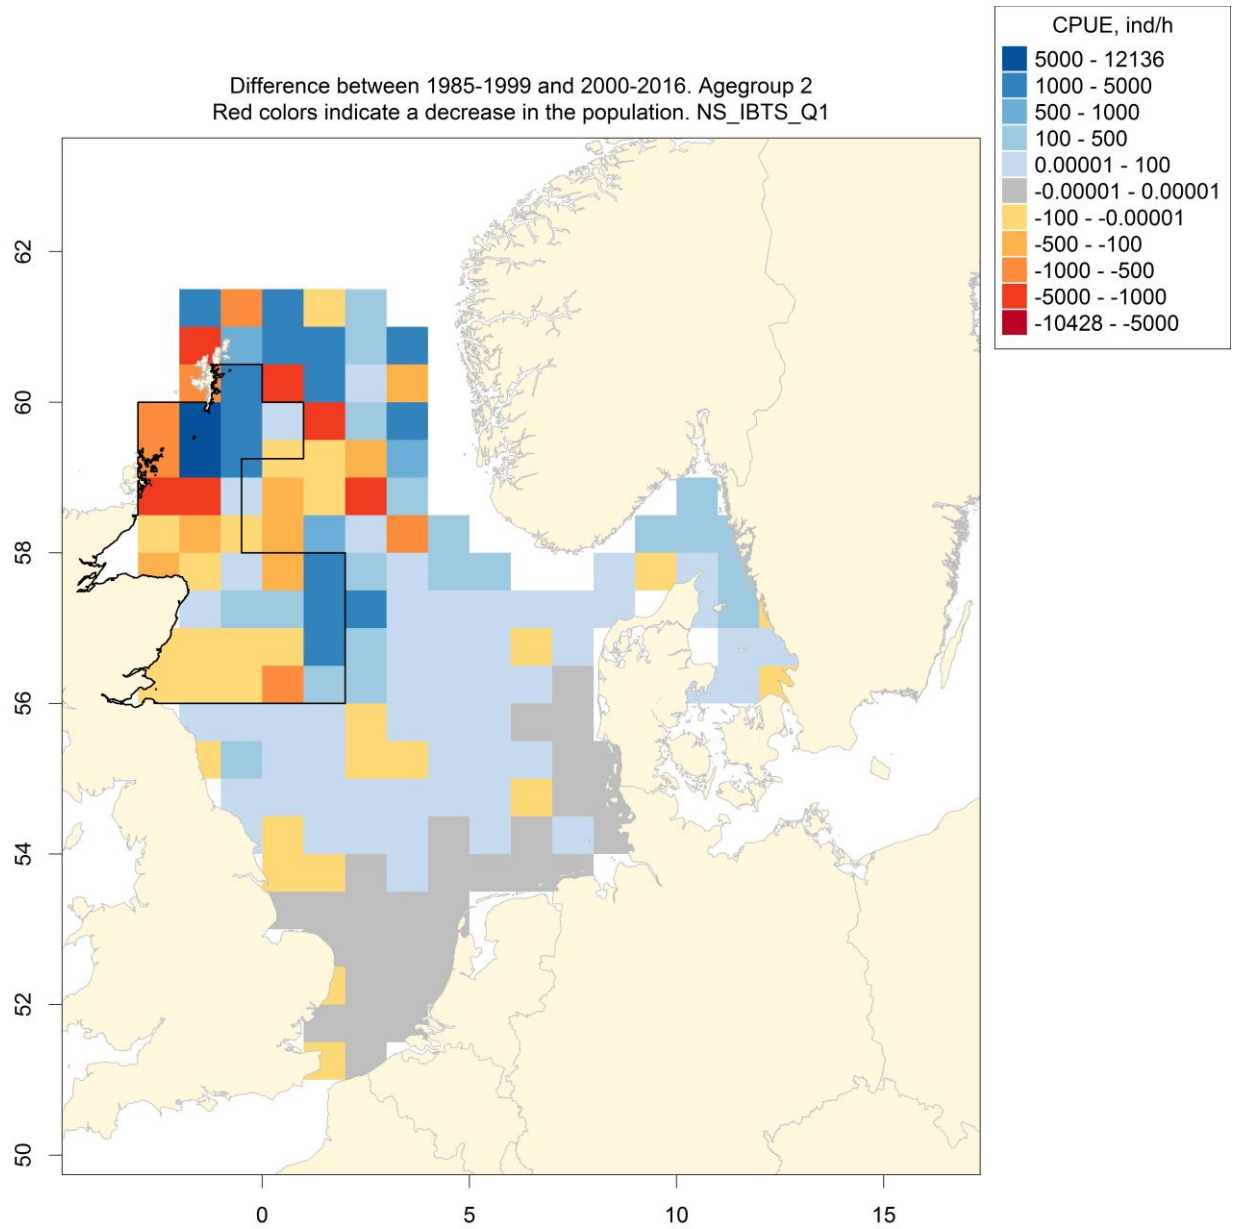 CPUE, ind/h
5000 - 12136
1000 - 5000
500 - 1000
100 - 500
0.00001 - 100
-0.00001 - 0.00001
-100 - -0.00001
-500 - -100
-1000 - -500
-5000 - -1000
-10428 - -5000
Difference between 1985-1999 and 2000-2016. Agegroup 2
Red colors indicate a decrease in the population. NS_IBTS_Q1
62
60
58
56
54
52
50
0 5 10 15